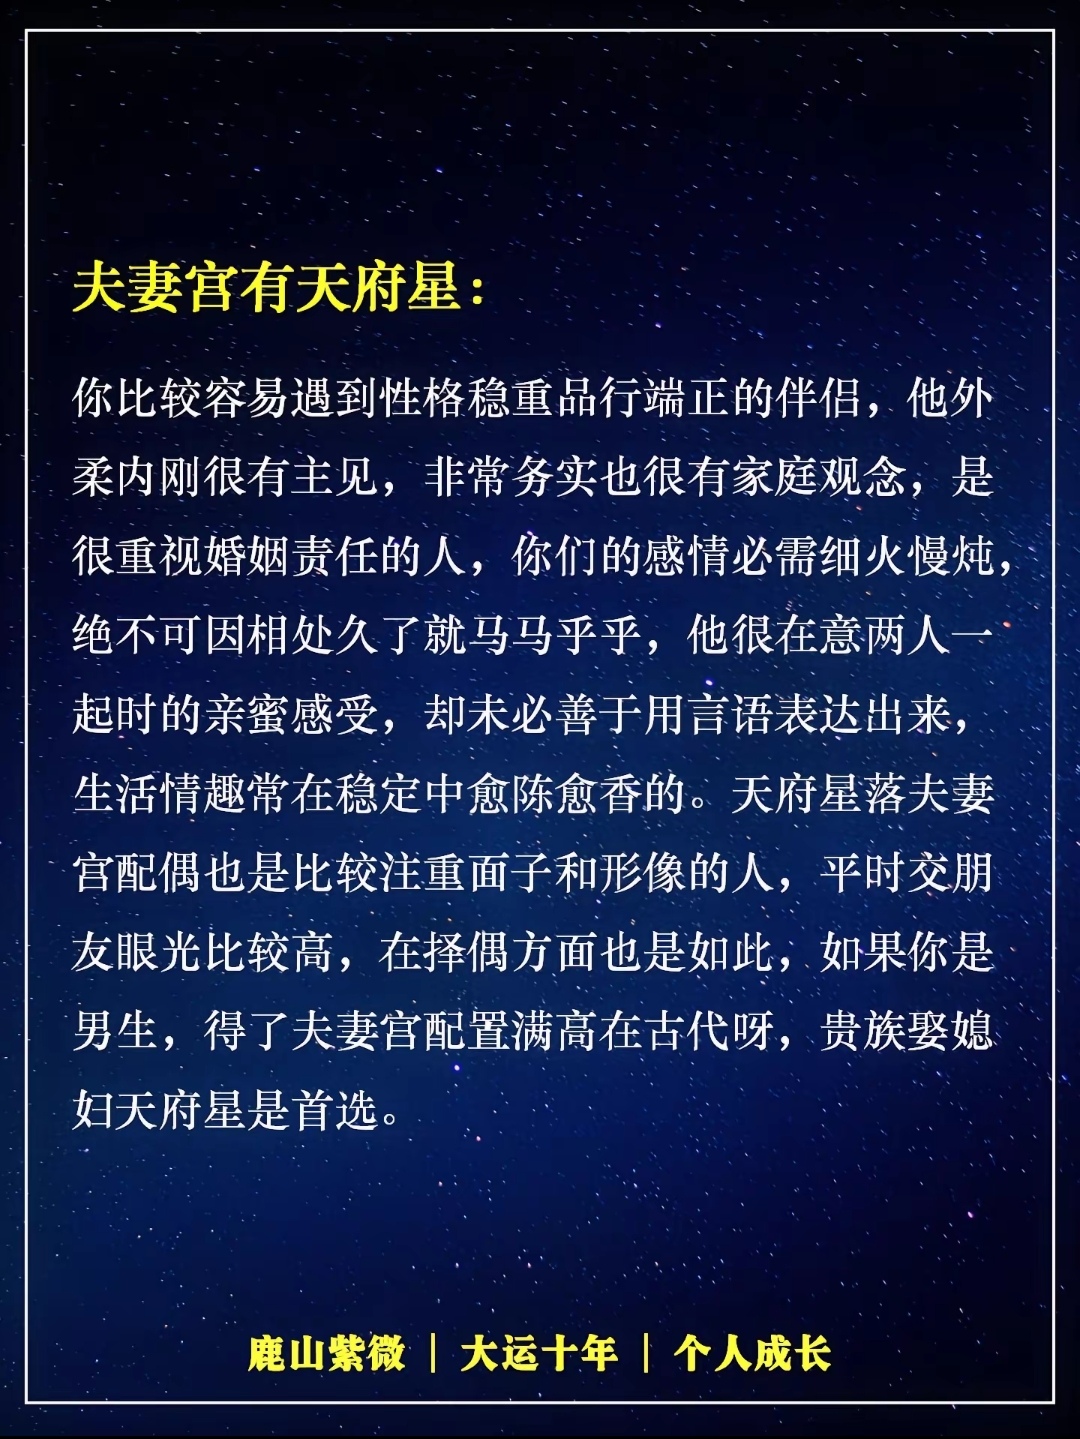 夫妻宫有天府星：
你比较容易遇到性格稳重品行端正的伴侣，他外
柔内刚很有主见，非常务实也很有家庭观念，是
很重视婚姻责任的人，你们的感情必需细火慢炖，
绝不可因相处久了就马马乎乎，他很在意两人一
起时的亲蜜感受，却未必善于用言语表达出来，
生活情趣常在稳定中愈陈愈香的。天府星落夫妻
宫配偶也是比较注重面子和形像的人，平时交朋
友眼光比较高，在择偶方面也是如此，如果你是
男生，得了夫妻宫配置满高在古代呀，贵族娶媳
妇天府星是首选。
鹿山紫微｜大运十年｜个人成长